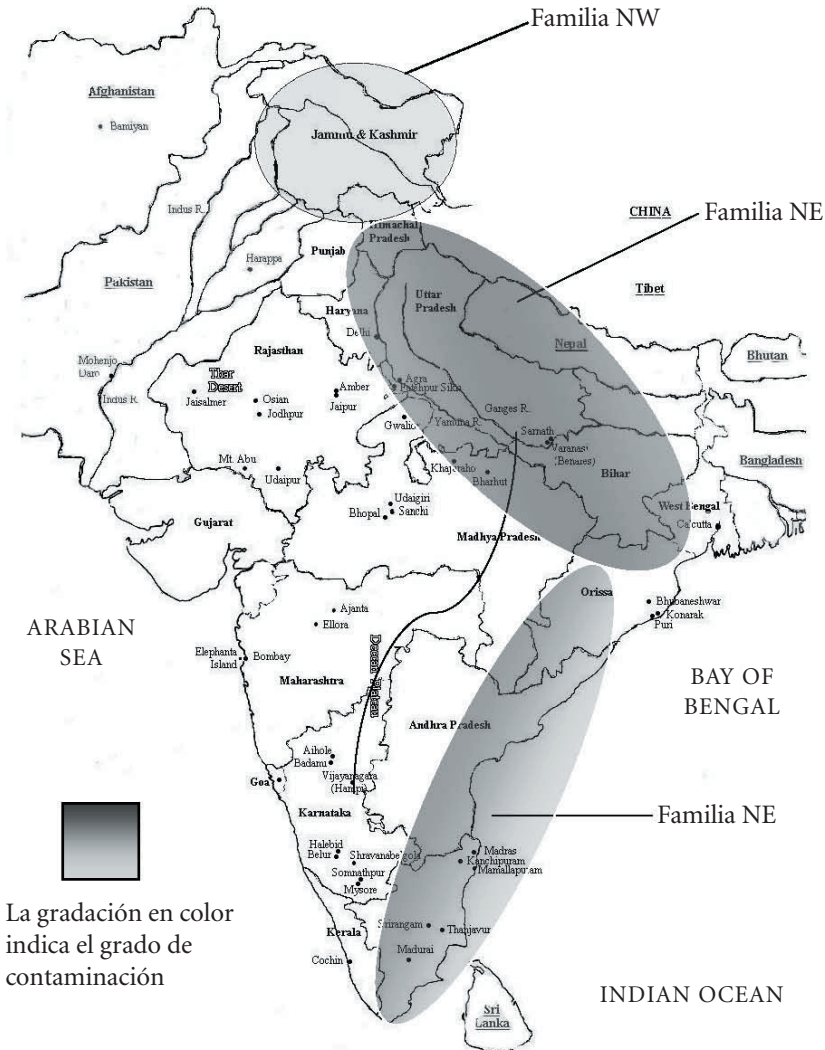 Familia NW
Afghanistan
Bamiyan
Jammu & Kashmir
Indus R.
CHINA
Familia NE
Himachal
Pradesh
Punjab
Harappa
Pakistan
Tibet
Uttar
Pradesh
Haryana
Delhi
Nepal
Rajasthan
Bhutan
Mohenjo
Daro
Thar
Desert
Agra
Fatehpur Sikri
Amber
Jaisalmer
Osian
Indus R.
Jaipur
Jodhpur
Ganges R.
Gwalior
Yamuna R.
Sarnath
Varanasi
(Benares)
Mt. Abu
Khajuraho
Bangladesh
Udaipur
Bharhut
Bihar
Udaigiri
Sanchi
West Bengal
Bhopal
Gujarat
Calcutta
Madhya Pradesh
Orissa
Ajanta
Bhubaneshwar
Konarak
Puri
Ellora
ARABIAN
SEA
Elephanta
Island
Bombay
Deccan Plateau
BAY OF
BENGAL
Maharashtra
Andhra Pradesh
Aihole
Badami
Goa
Vijayanagara
(Hampi)
Karnataka
Familia NE
Halebid
Belur
Shravanabelgola
Madras
Kanchipuram
Mamallapuram
Somnathpur
Mysore
La gradación en color
indica el grado de
contaminación
Srirangam
Thanjavur
Kerala
Madurai
Cochin
INDIAN OCEAN
Sri
Lanka